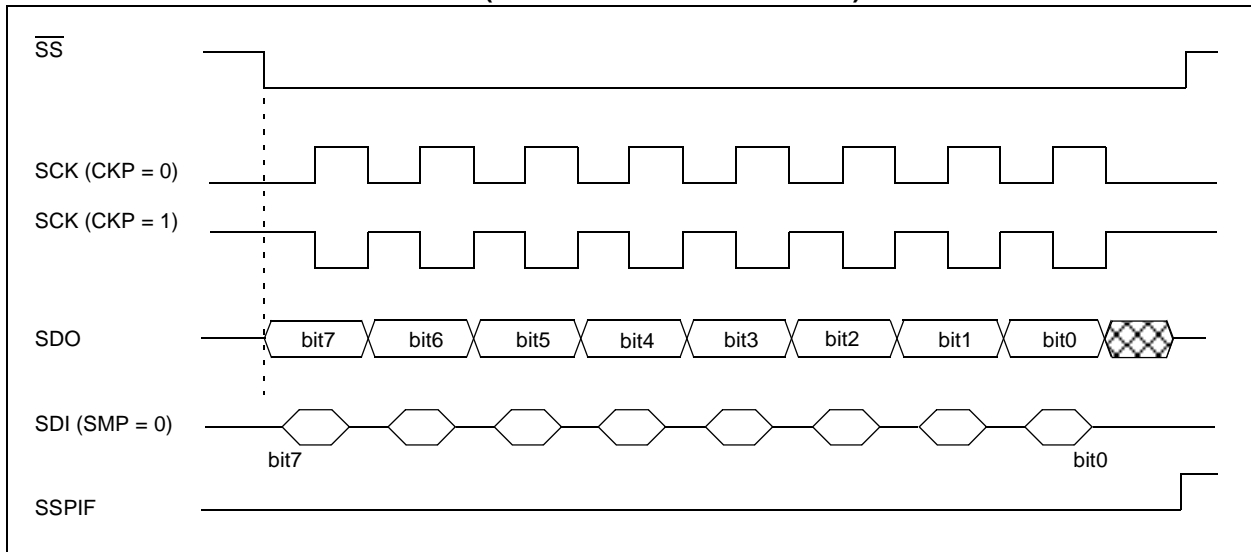 SS
SCK (CKP = 0)
SCK (CKP = 1)
SDO bit7 bit6 bit5 bit4 bit3 bit2 bit1 bit0
SDI (SMP = 0)
bit7 bit0
SSPIF